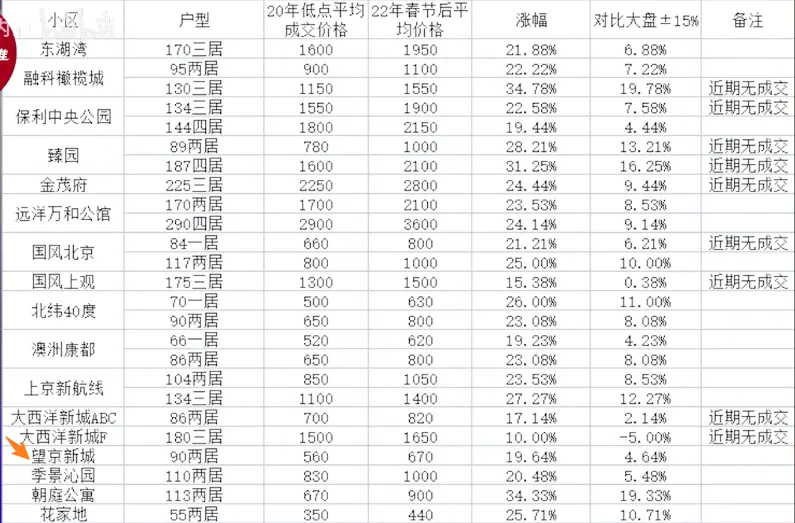 小区 户型 20年低点平均成交价格 22年春节后平均价格 涨幅 对比大盘±15% 备注
东湖湾 170三居 1600 1950 21.88% 6.88%
融科橄榄城 95两居 900 1100 22.22% 7.22%
130三居 1150 1550 34.78% 19.78% 近期无成交
保利中央公园 134三居 1550 1900 22.58% 7.58% 近期无成交
144四居 1800 2150 19.44% 4.44%
臻园 89两居 780 1000 28.21% 13.21% 近期无成交
187四居 1600 2100 31.25% 16.25% 近期无成交
金茂府 225三居 2250 2800 24.44% 9.44% 近期无成交
远洋万和公馆 170两居 1700 2100 23.53% 8.53%
290四居 2900 3600 24.14% 9.14%
国风北京 84一居 660 800 21.21% 6.21% 近期无成交
117两居 800 1000 25.00% 10.00%
国风上观 175三居 1300 1500 15.38% 0.38% 近期无成交
北纬40度 70一居 500 630 26.00% 11.00%
90两居 650 800 23.08% 8.08%
澳洲康都 66一居 520 620 19.23% 4.23%
86两居 650 800 23.08% 8.08%
上京新航线 104两居 850 1050 23.53% 8.53%
134三居 1100 1400 27.27% 12.27%
大西洋新城ABC 86两居 700 820 17.14% 2.14% 近期无成交
大西洋新城F 180三居 1500 1650 10.00% -5.00% 近期无成交
望京新城 90两居 560 670 19.64% 4.64%
季景沁园 110两居 830 1000 20.48% 5.48%
朝庭公寓 113两居 670 900 34.33% 19.33%
花家地 55两居 350 440 25.71% 10.71%